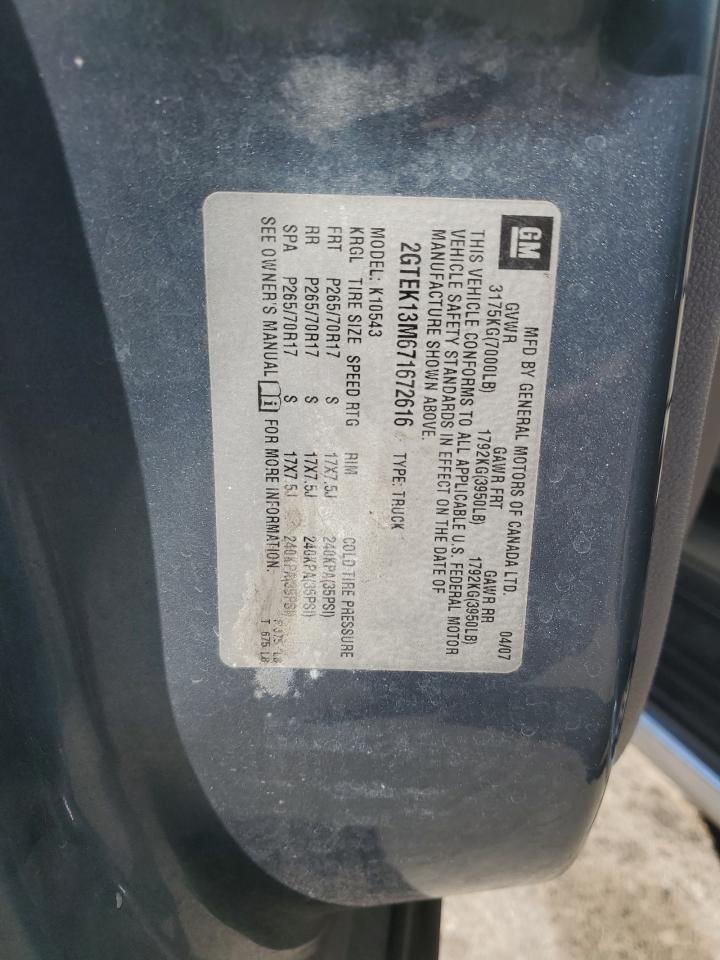 GM
MFD BY GENERAL MOTORS OF CANADA LTD. 04/07
GVWR GAWR FRT GAWR RR
3175KG(7000LB) 1792KG(3950LB) 1792KG(3950LB)
THIS VEHICLE CONFORMS TO ALL APPLICABLE U.S. FEDERAL MOTOR
VEHICLE SAFETY STANDARDS IN EFFECT ON THE DATE OF
MANUFACTURE SHOWN ABOVE.
2GTEK13M671672616 TYPE: TRUCK
MODEL: K10543
KRGL TIRE SIZE SPEED RTG RIM COLD TIRE PRESSURE
FRT P265/70R17 S 17X7.5J 240KPA(35PSI)
RR P265/70R17 S 17X7.5J 240KPA(35PSI)
SPA P265/70R17 S 17X7.5J 240KPA(35PSI)
SEE OWNER'S MANUAL i FOR MORE INFORMATION.
375 LB
T 675 LB